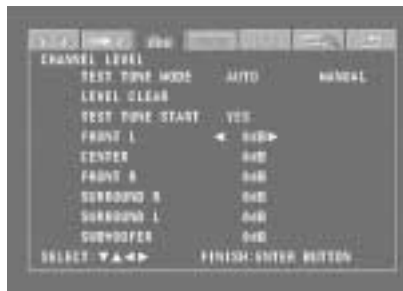 CHANNEL LEVEL
TEST TONE MODE AUTO MANUAL
LEVEL CLEAR
TEST TONE START YES
FRONT L ◀ 0dB▶
CENTER 0dB
FRONT R 0dB
SURROUND R 0dB
SURROUND L 0dB
SUBWOOFER 0dB
SELECT ▼▲◀▶ FINISH:ENTER BUTTON